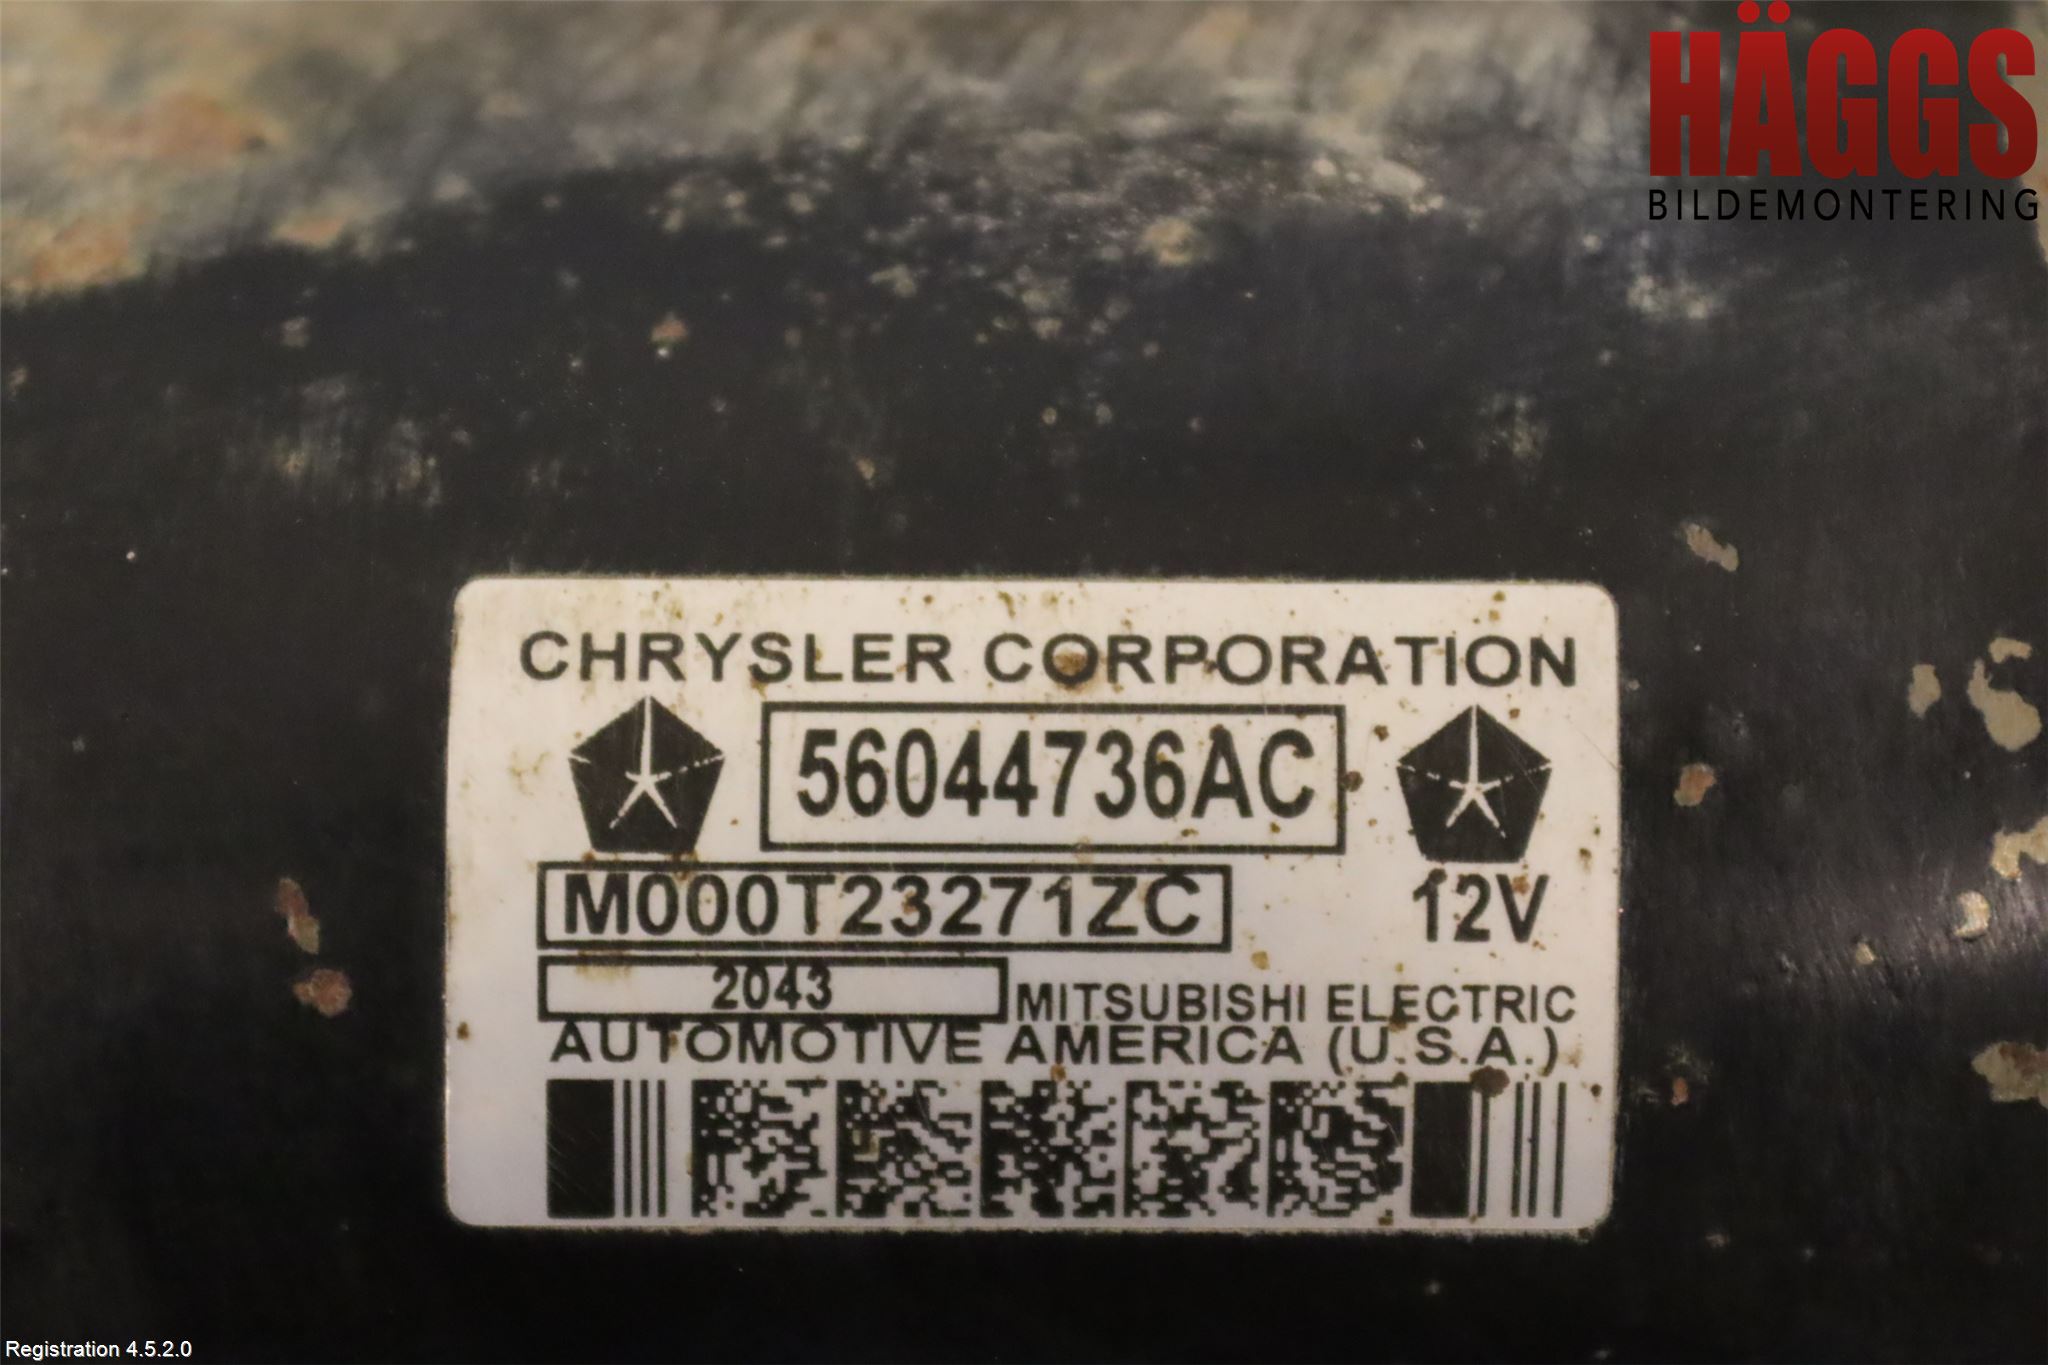 HÄGGS
BILDEMONTERING
CHRYSLER CORPORATION
56044736AC
M000T23271ZC 12V
2043 MITSUBISHI ELECTRIC
AUTOMOTIVE AMERICA (U.S.A.)
Registration 4.5.2.0